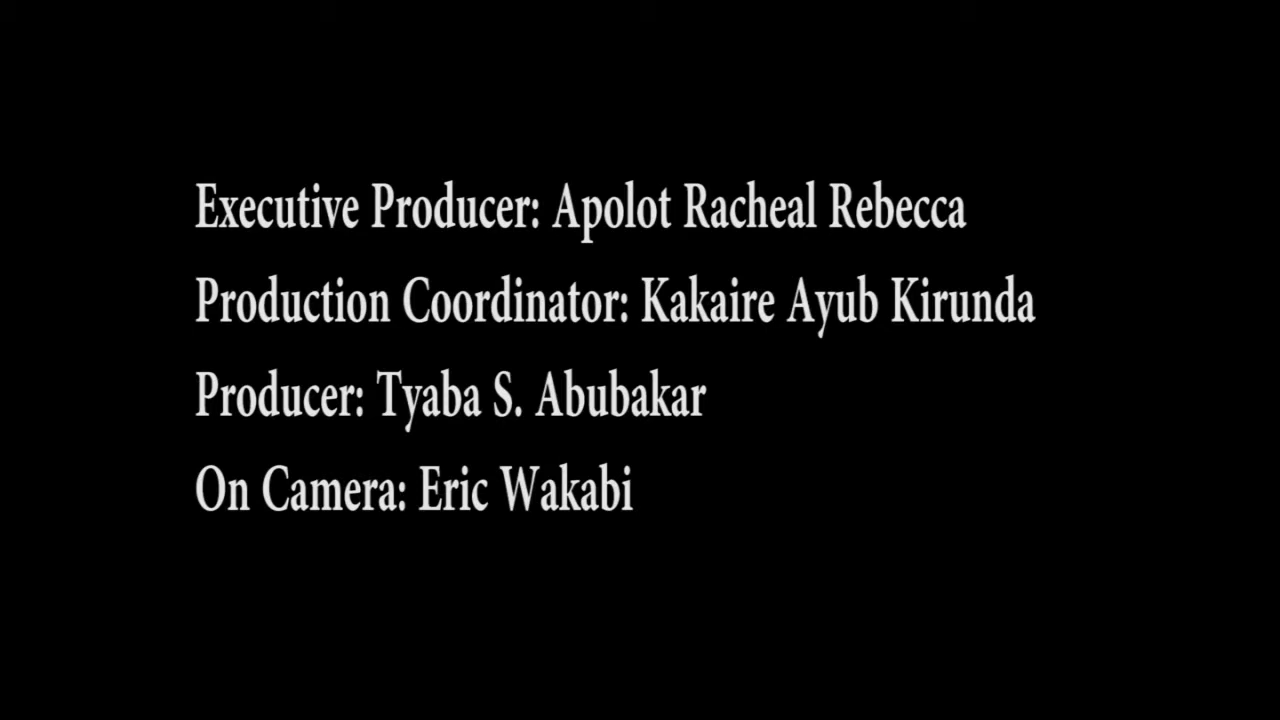 Executive Producer: Apolot Racheal Rebecca
Production Coordinator: Kakaire Ayub Kirunda
Producer: Tyaba S. Abubakar
On Camera: Eric Wakabi